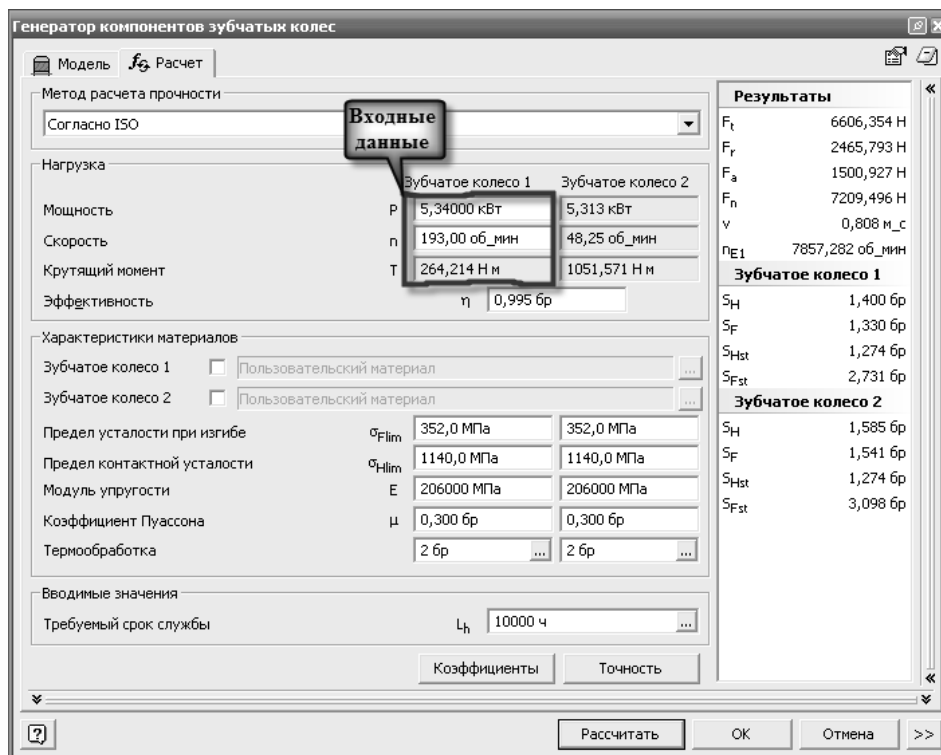 Генератор компонентов зубчатых колес
Модель
Расчет
Метод расчета прочности
Согласно ISO
Входные
данные
Нагрузка
Зубчатое колесо 1 Зубчатое колесо 2
Мощность P 5,34000 кВт 5,313 кВт
Скорость n 193,00 об_мин 48,25 об_мин
Крутящий момент T 264,214 Н м 1051,571 Н м
Эффективность η 0,995 бр
Характеристики материалов
Зубчатое колесо 1 Пользовательский материал ...
Зубчатое колесо 2 Пользовательский материал ...
Предел усталости при изгибе σFlim 352,0 МПа 352,0 МПа
Предел контактной усталости σHlim 1140,0 МПа 1140,0 МПа
Модуль упругости E 206000 МПа 206000 МПа
Коэффициент Пуассона μ 0,300 бр 0,300 бр
Термообработка 2 бр ... 2 бр ...
Вводимые значения
Требуемый срок службы Lh 10000 ч ...
Коэффициенты Точность
Результаты
Ft 6606,354 Н
Fr 2465,793 Н
Fa 1500,927 Н
Fn 7209,496 Н
v 0,808 м_с
nE1 7857,282 об_мин
Зубчатое колесо 1
SH 1,400 бр
SF 1,330 бр
SHst 1,274 бр
SFst 2,731 бр
Зубчатое колесо 2
SH 1,585 бр
SF 1,541 бр
SHst 1,274 бр
SFst 3,098 бр
? Рассчитать OK Отмена >>